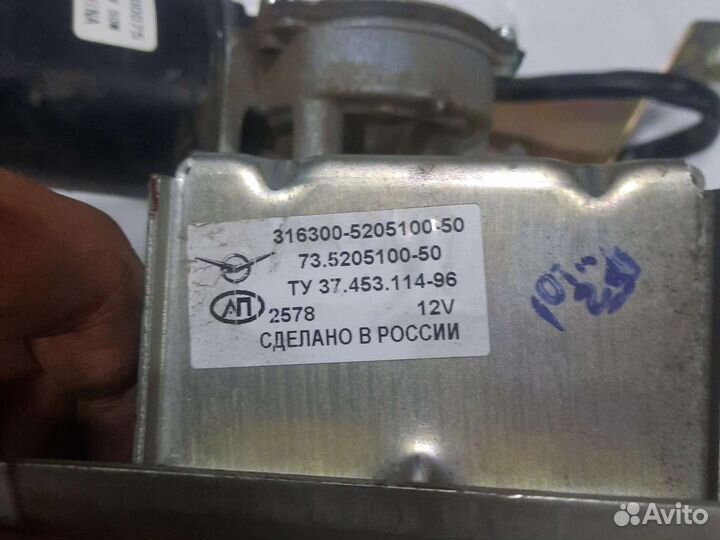 316300-5205100-50
73.5205100-50
ТУ 37.453.114-96
АП 2578 12V
СДЕЛАНО В РОССИИ
Avito